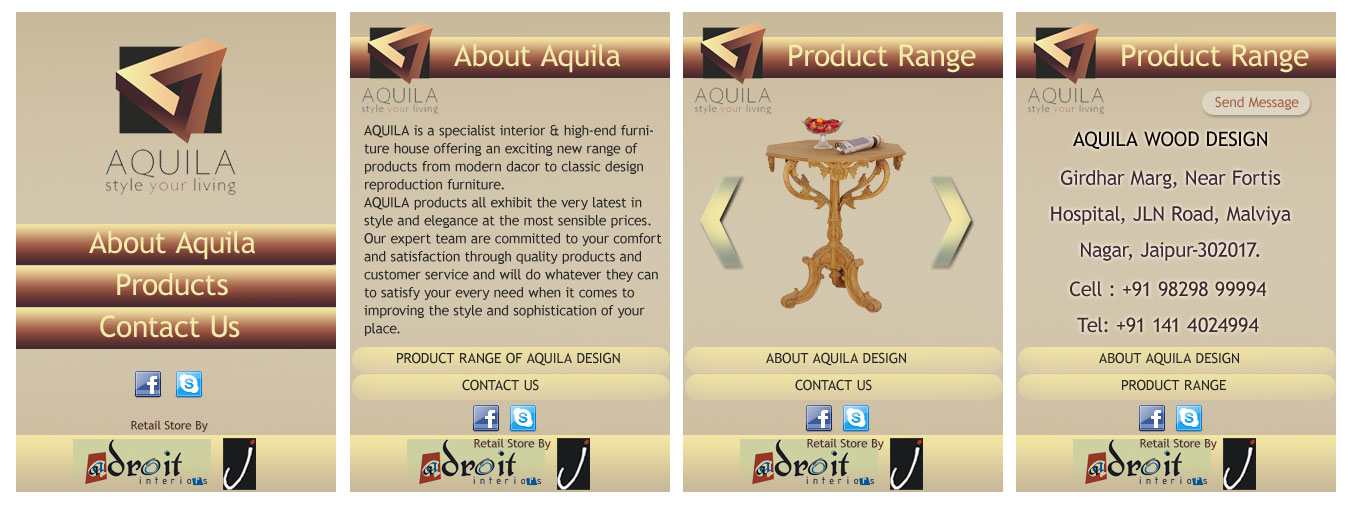 AQUILA
style your living
About Aquila
Products
Contact Us
f
S
Retail Store By
adroit
interiors
j
About Aquila
AQUILA
style your living
AQUILA is a specialist interior & high-end furni-
ture house offering an exciting new range of
products from modern dacor to classic design
reproduction furniture.
AQUILA products all exhibit the very latest in
style and elegance at the most sensible prices.
Our expert team are committed to your comfort
and satisfaction through quality products and
customer service and will do whatever they can
to satisfy your every need when it comes to
improving the style and sophistication of your
place.
PRODUCT RANGE OF AQUILA DESIGN
CONTACT US
f
S
Retail Store By
adroit
interiors
j
Product Range
AQUILA
style your living
ABOUT AQUILA DESIGN
CONTACT US
f
S
Retail Store By
adroit
interiors
j
Product Range
AQUILA
style your living
Send Message
AQUILA WOOD DESIGN
Girdhar Marg, Near Fortis
Hospital, JLN Road, Malviya
Nagar, Jaipur-302017.
Cell : +91 98298 99994
Tel: +91 141 4024994
ABOUT AQUILA DESIGN
PRODUCT RANGE
f
S
Retail Store By
adroit
interiors
j